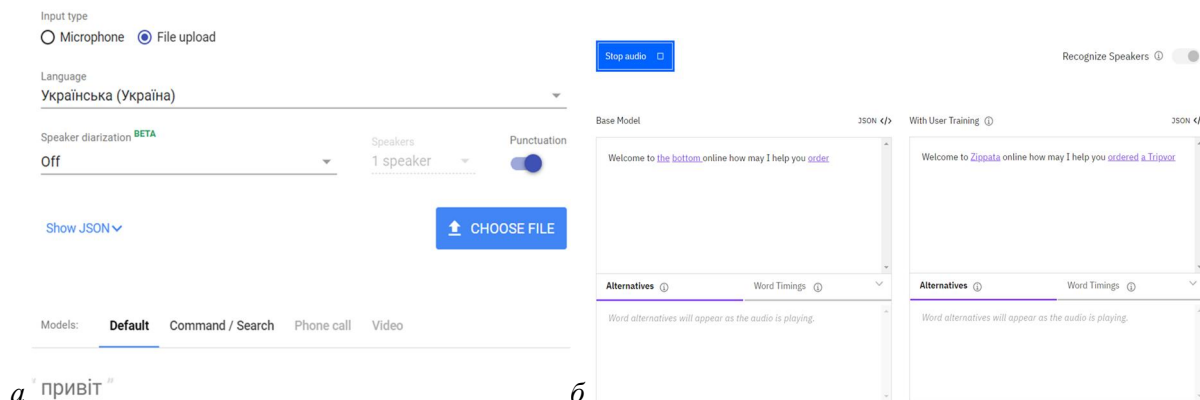 Input type
Microphone File upload
Language
Українська (Україна)
Speaker diarization BETA
Off
Speakers
1 speaker
Punctuation
Show JSON
CHOOSE FILE
Models: Default Command / Search Phone call Video
" привіт "
а
Stop audio
Recognize Speakers
Base Model JSON </>
Welcome to the bottom online how may I help you order
Alternatives Word Timings
Word alternatives will appear as the audio is playing.
With User Training JSON </
Welcome to Zippata online how may I help you ordered a Tripvor
Alternatives Word Timings
Word alternatives will appear as the audio is playing.
б